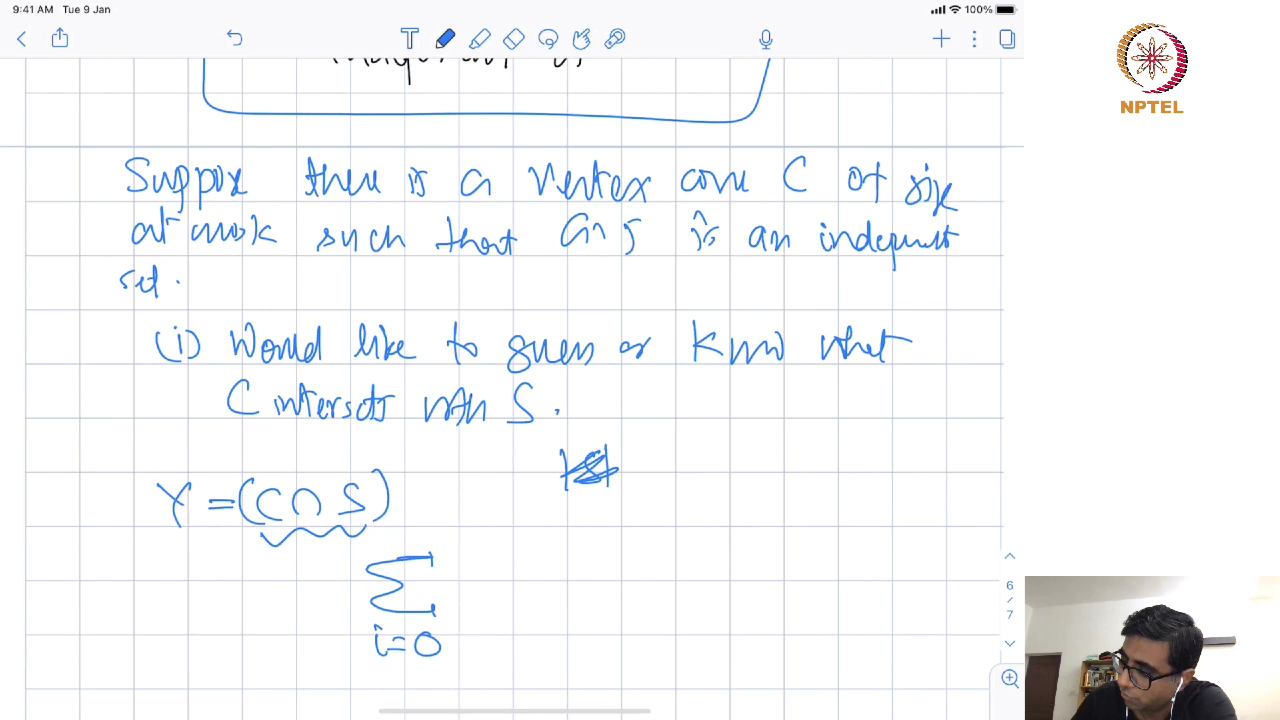 9:41 AM Tue 9 Jan
100%
NPTEL
Suppose there is a vertex cover C of size
at most such that is an independent
set.
(i) Would like to guess or know what
C intersects with S.
Y = (C ∩ S)
∑
i=0
6
/
7